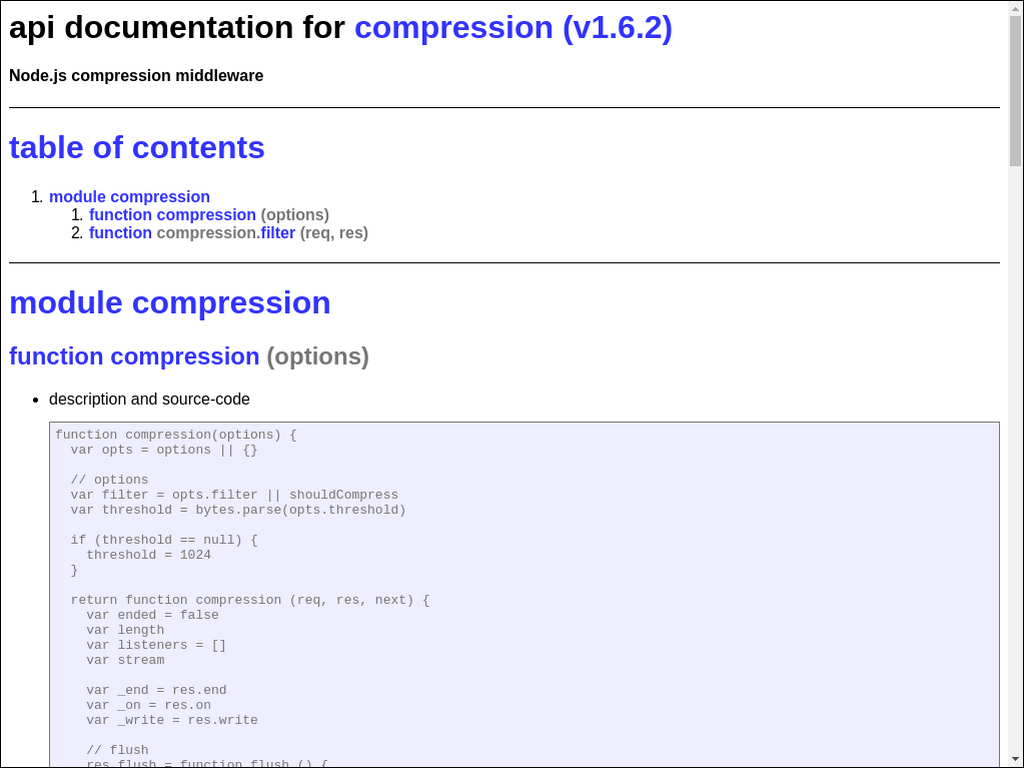 api documentation for compression (v1.6.2)
Node.js compression middleware
table of contents
1. module compression
1. function compression (options)
2. function compression.filter (req, res)
module compression
function compression (options)
• description and source-code
function compression(options) {
  var opts = options || {}

  // options
  var filter = opts.filter || shouldCompress
  var threshold = bytes.parse(opts.threshold)

  if (threshold == null) {
    threshold = 1024
  }

  return function compression (req, res, next) {
    var ended = false
    var length
    var listeners = []
    var stream

    var _end = res.end
    var _on = res.on
    var _write = res.write

    // flush
    res.flush = function flush () {